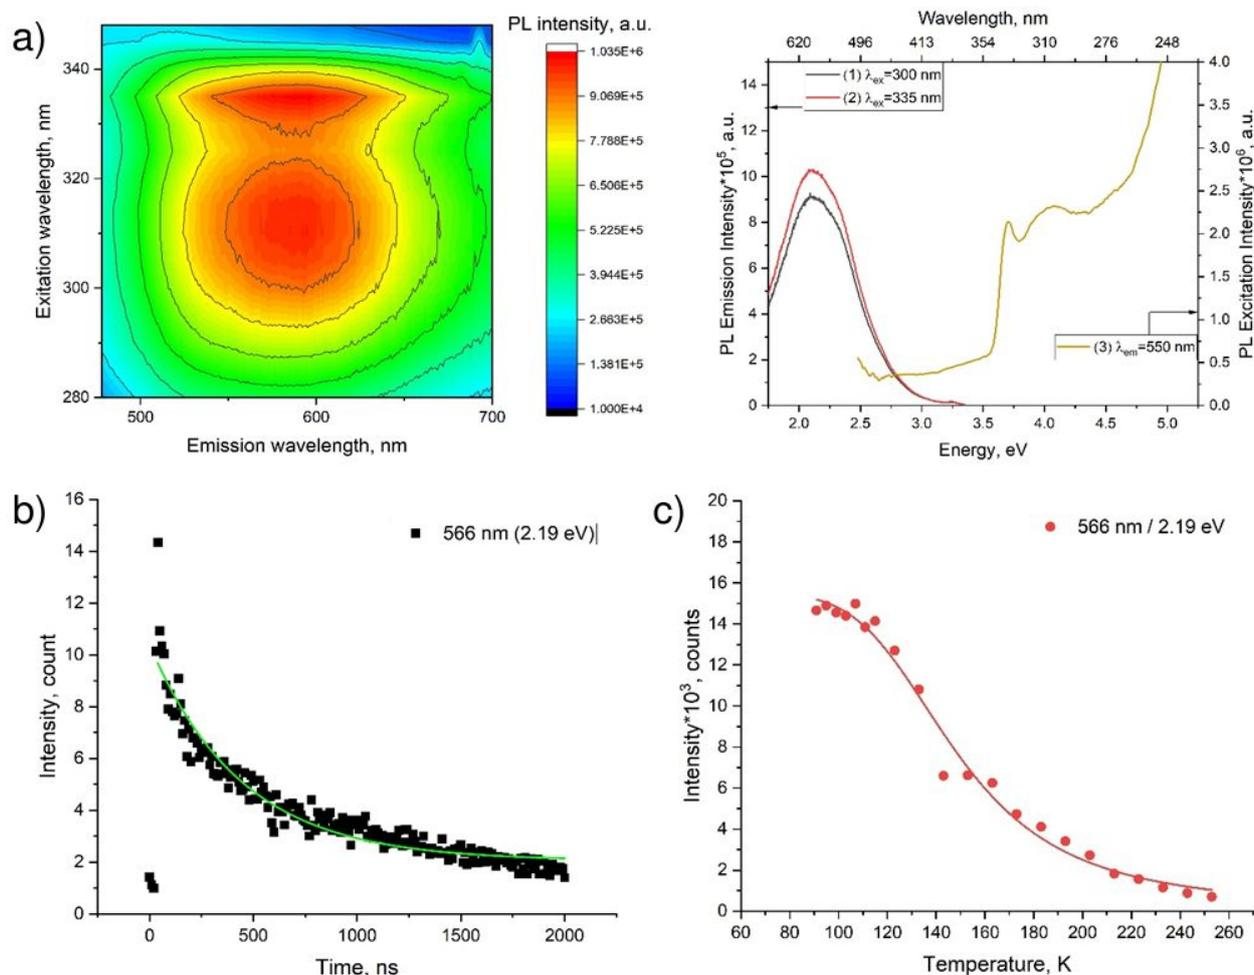 a)
PL intensity, a.u.
1.035E+6
9.069E+5
7.788E+5
6.506E+5
5.225E+5
3.944E+5
2.663E+5
1.381E+5
1.000E+4
Exitation wavelength, nm
340
320
300
280
500 600 700
Emission wavelength, nm
Wavelength, nm
620 496 413 354 310 276 248
(1) λex=300 nm
(2) λex=335 nm
(3) λem=550 nm
PL Emission Intensity*10⁵, a.u.
14
12
10
8
6
4
2
0
PL Excitation Intensity*10⁶, a.u.
4.0
3.5
3.0
2.5
2.0
1.5
1.0
0.5
0.0
2.0 2.5 3.0 3.5 4.0 4.5 5.0
Energy, eV
b)
566 nm (2.19 eV)
Intensity, count
16
14
12
10
8
6
4
2
0
0 500 1000 1500 2000
Time, ns
c)
566 nm / 2.19 eV
Intensity*10³, counts
20
18
16
14
12
10
8
6
4
2
0
60 80 100 120 140 160 180 200 220 240 260
Temperature, K